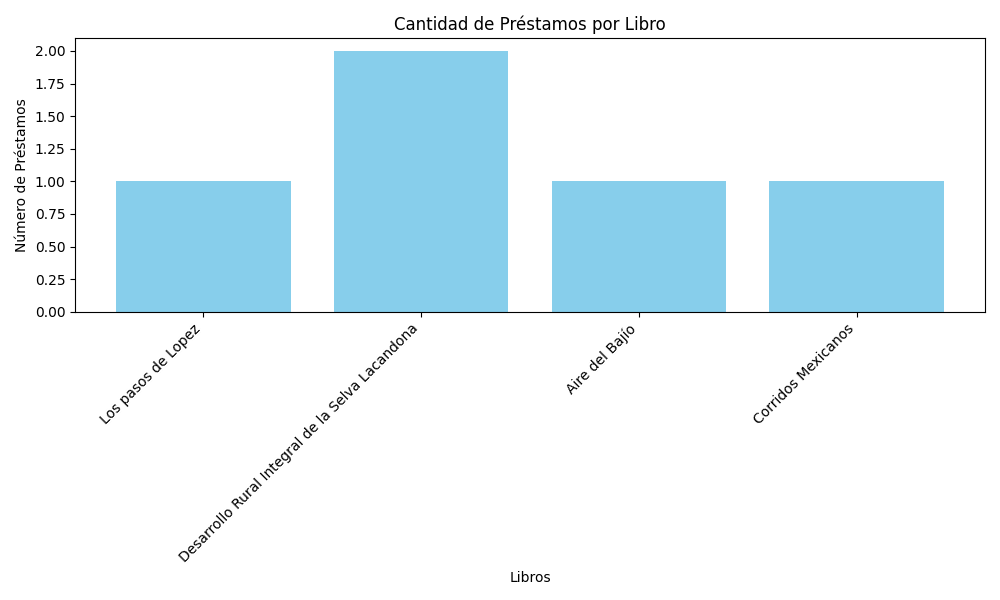 Cantidad de Préstamos por Libro
Número de Préstamos
2.00
1.75
1.50
1.25
1.00
0.75
0.50
0.25
0.00
Los pasos de Lopez
Desarrollo Rural Integral de la Selva Lacandona
Aire del Bajío
Corridos Mexicanos
Libros